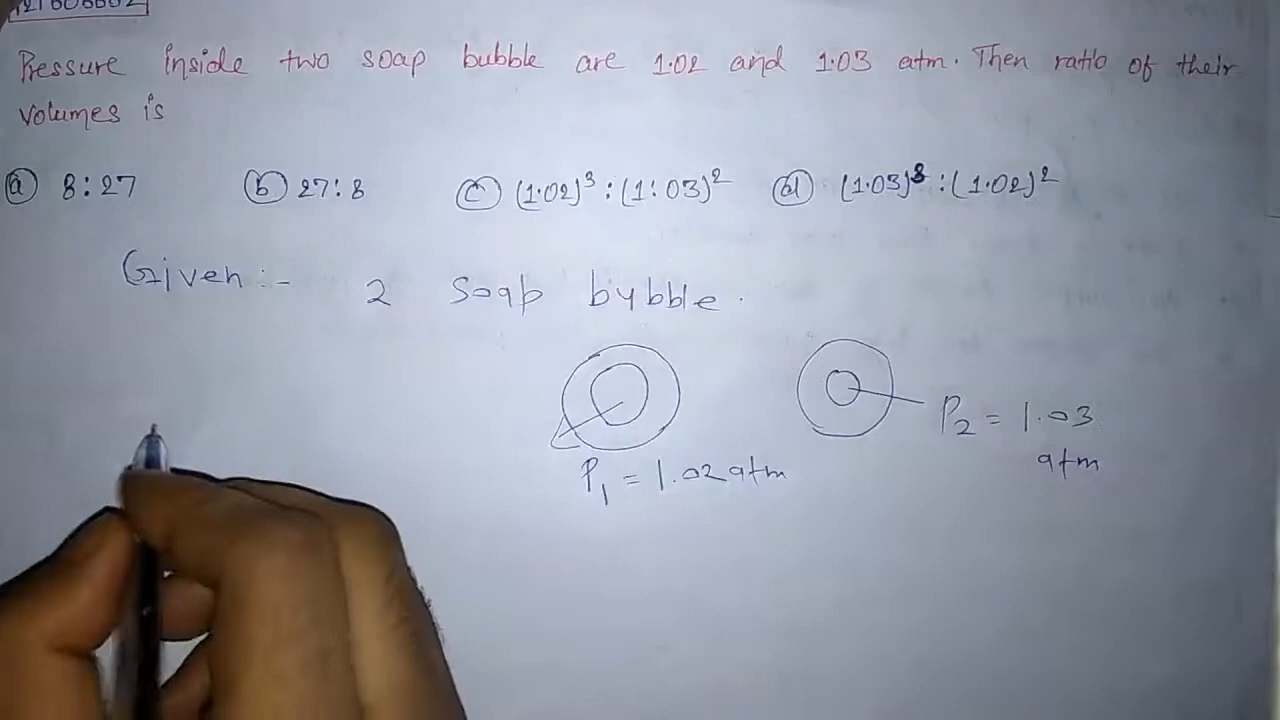 Pressure inside two soap bubble are 1.02 and 1.03 atm. Then ratio of their
volumes is
(a) 8:27 (b) 27:8 (c) (1.02)³ : (1:03)² (d) (1.03)³ : (1.02)²
Given :- 2 soap bubble.
P₂ = 1.03
atm
P₁ = 1.02 atm